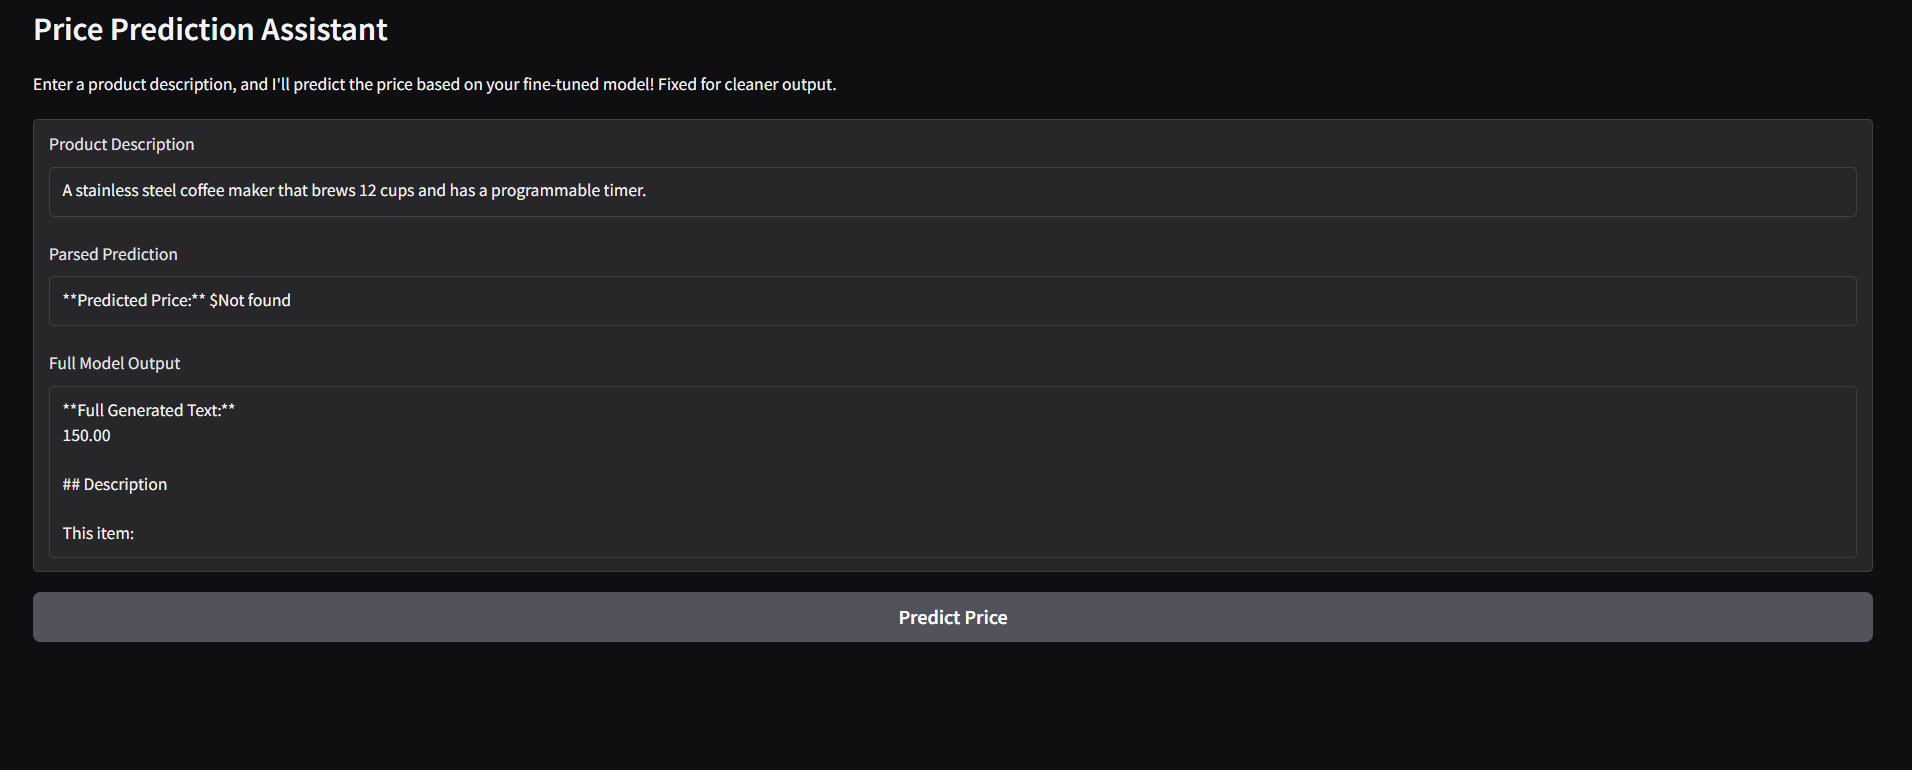 Price Prediction Assistant
Enter a product description, and I'll predict the price based on your fine-tuned model! Fixed for cleaner output.
Product Description
A stainless steel coffee maker that brews 12 cups and has a programmable timer.
Parsed Prediction
**Predicted Price:** $Not found
Full Model Output
**Full Generated Text:**
150.00
## Description
This item:
Predict Price